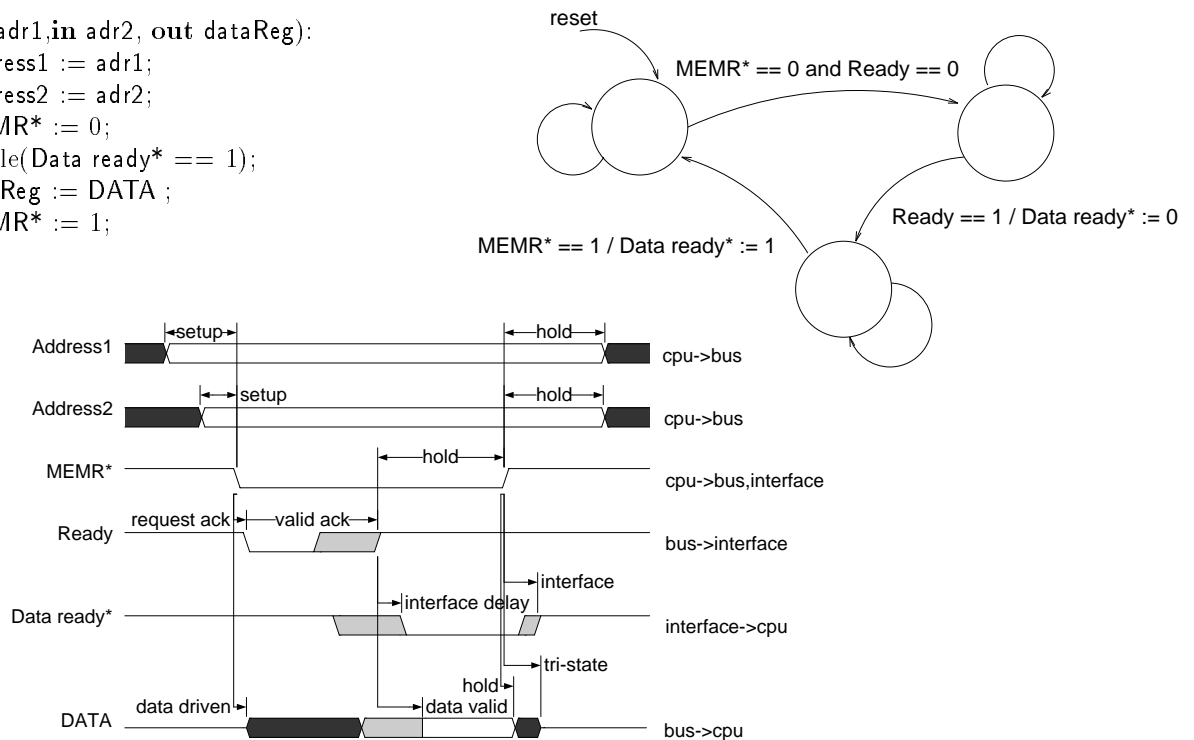 adr1,in adr2, out dataReg):
ress1 := adr1;
ress2 := adr2;
MR* := 0;
le(Data ready* == 1);
Reg := DATA ;
MR* := 1;
reset
MEMR* == 0 and Ready == 0
Ready == 1 / Data ready* := 0
MEMR* == 1 / Data ready* := 1
Address1
setup
hold
cpu->bus
Address2
setup
hold
cpu->bus
MEMR*
hold
cpu->bus,interface
Ready
request ack
valid ack
bus->interface
interface
Data ready*
interface delay
interface->cpu
tri-state
hold
DATA
data driven
data valid
bus->cpu